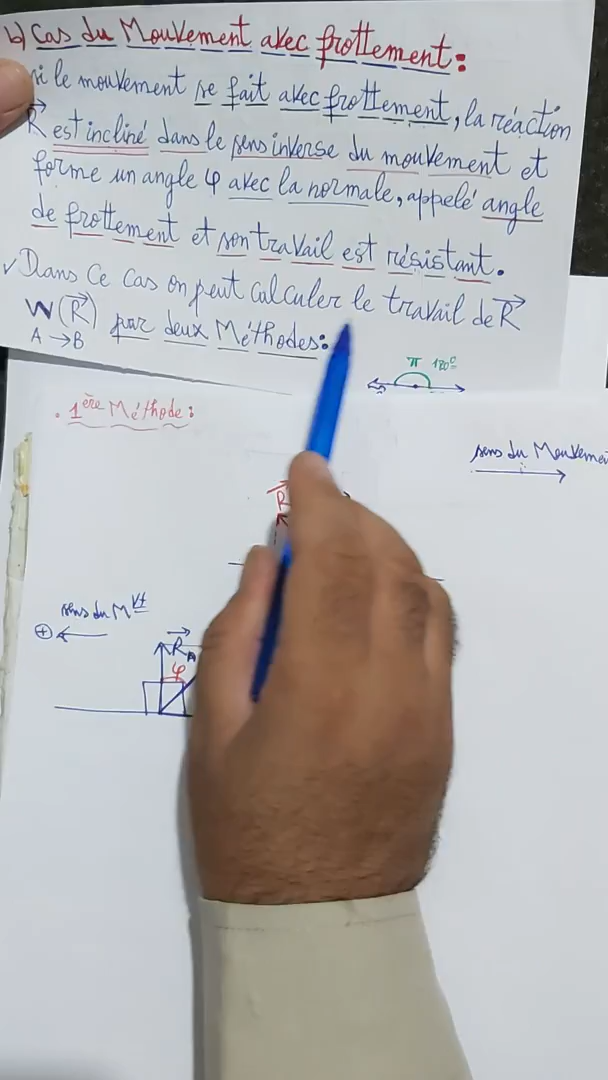 b) Cas du Mouvement avec frottement:
si le mouvement se fait avec frottement, la réaction
R est incliné dans le sens inverse du mouvement et
forme un angle φ avec la normale, appelé angle
de frottement et son travail est résistant.
✓ Dans ce cas on peut calculer le travail de R
W(R) par deux Méthodes:
A → B
π 180°
. 1ère Méthode:
sens du Mouvemen
R
sens du Mvt
⊕
R
φ